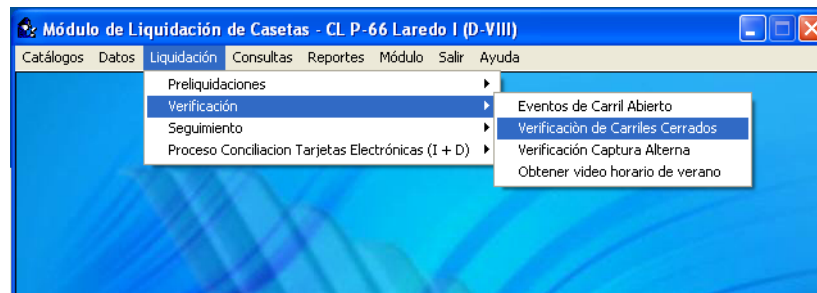 Módulo de Liquidación de Casetas - CL P-66 Laredo I (D-VIII)
Catálogos Datos Liquidación Consultas Reportes Módulo Salir Ayuda
Preliquidaciones
Verificación
Seguimiento
Proceso Conciliacion Tarjetas Electrónicas (I + D)
Eventos de Carril Abierto
Verificaciòn de Carriles Cerrados
Verificación Captura Alterna
Obtener video horario de verano